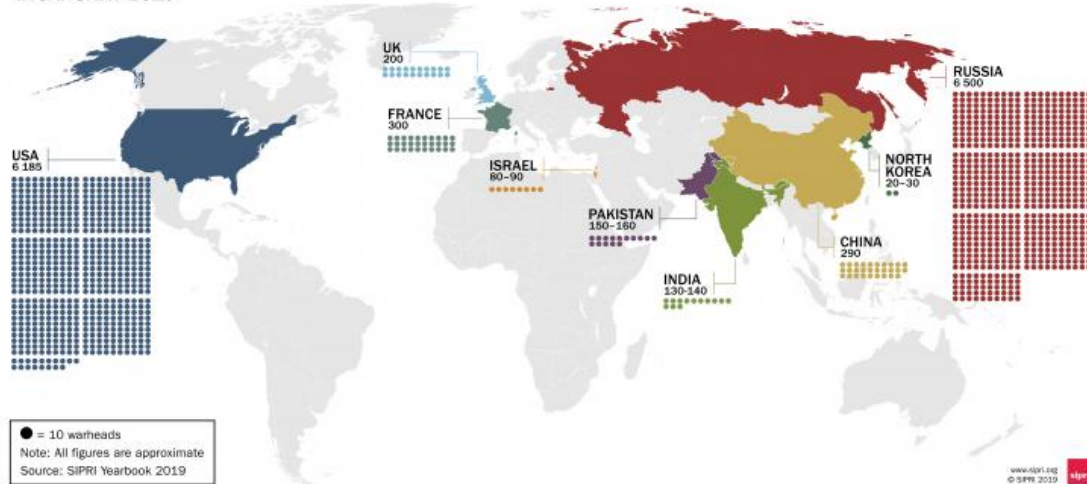 UK
200
FRANCE
300
ISRAEL
80–90
USA
6 185
PAKISTAN
150–160
INDIA
130-140
CHINA
290
NORTH
KOREA
20–30
RUSSIA
6 500
● = 10 warheads
Note: All figures are approximate
Source: SIPRI Yearbook 2019
www.sipri.org
© SIPRI 2019
sipri